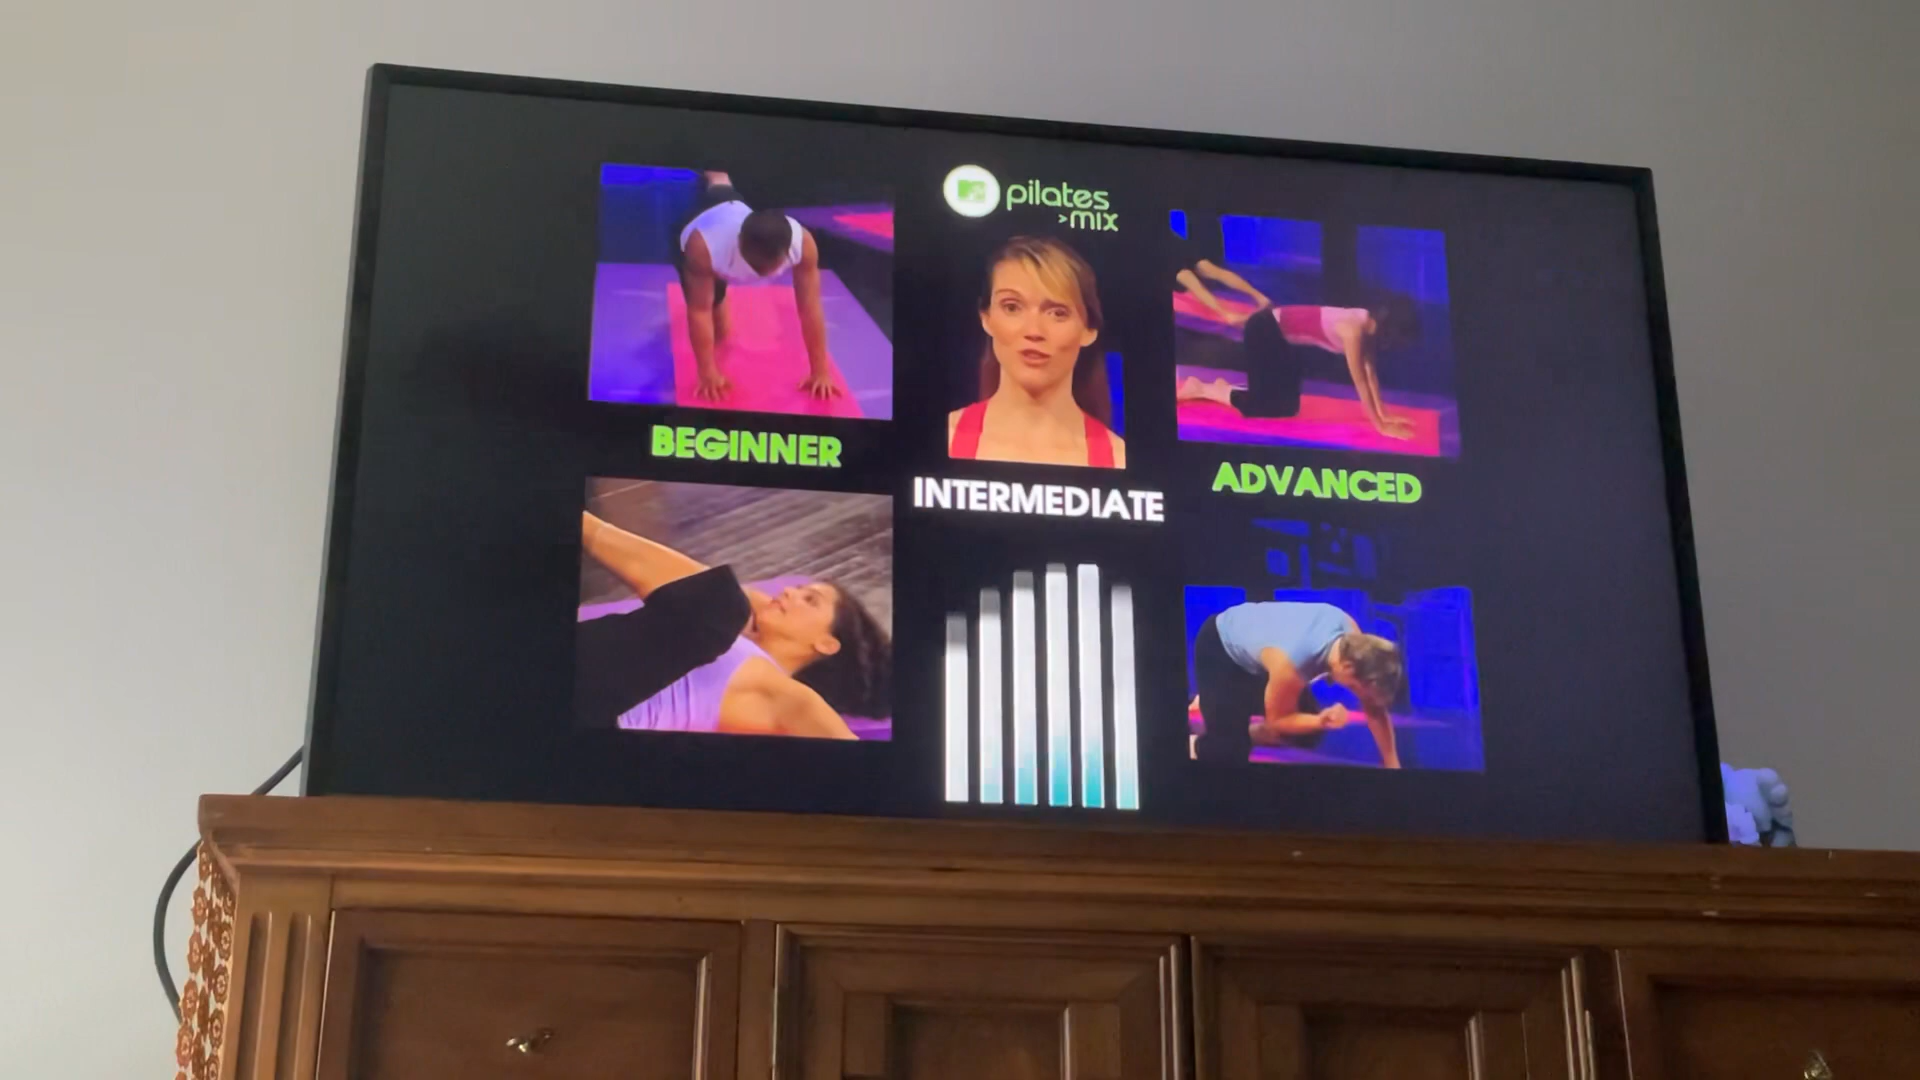 pilates
>mix
BEGINNER
INTERMEDIATE
ADVANCED